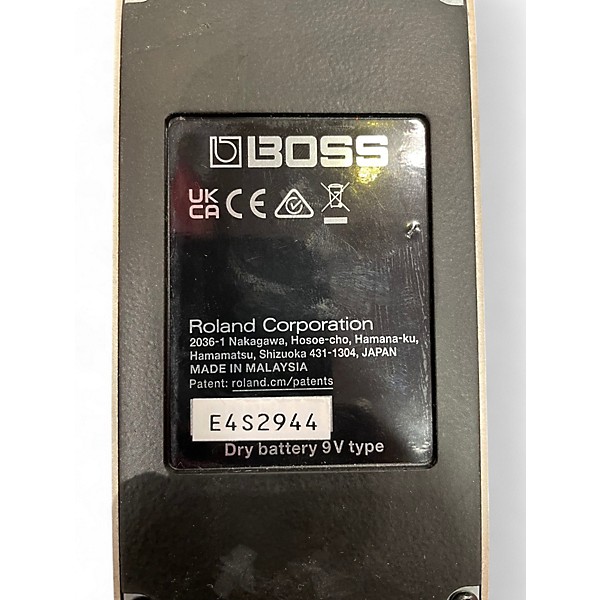 BOSS
UK
CA CE
Roland Corporation
2036-1 Nakagawa, Hosoe-cho, Hamana-ku,
Hamamatsu, Shizuoka 431-1304, JAPAN
MADE IN MALAYSIA
Patent: roland.cm/patents
E4S2944
Dry battery 9V type